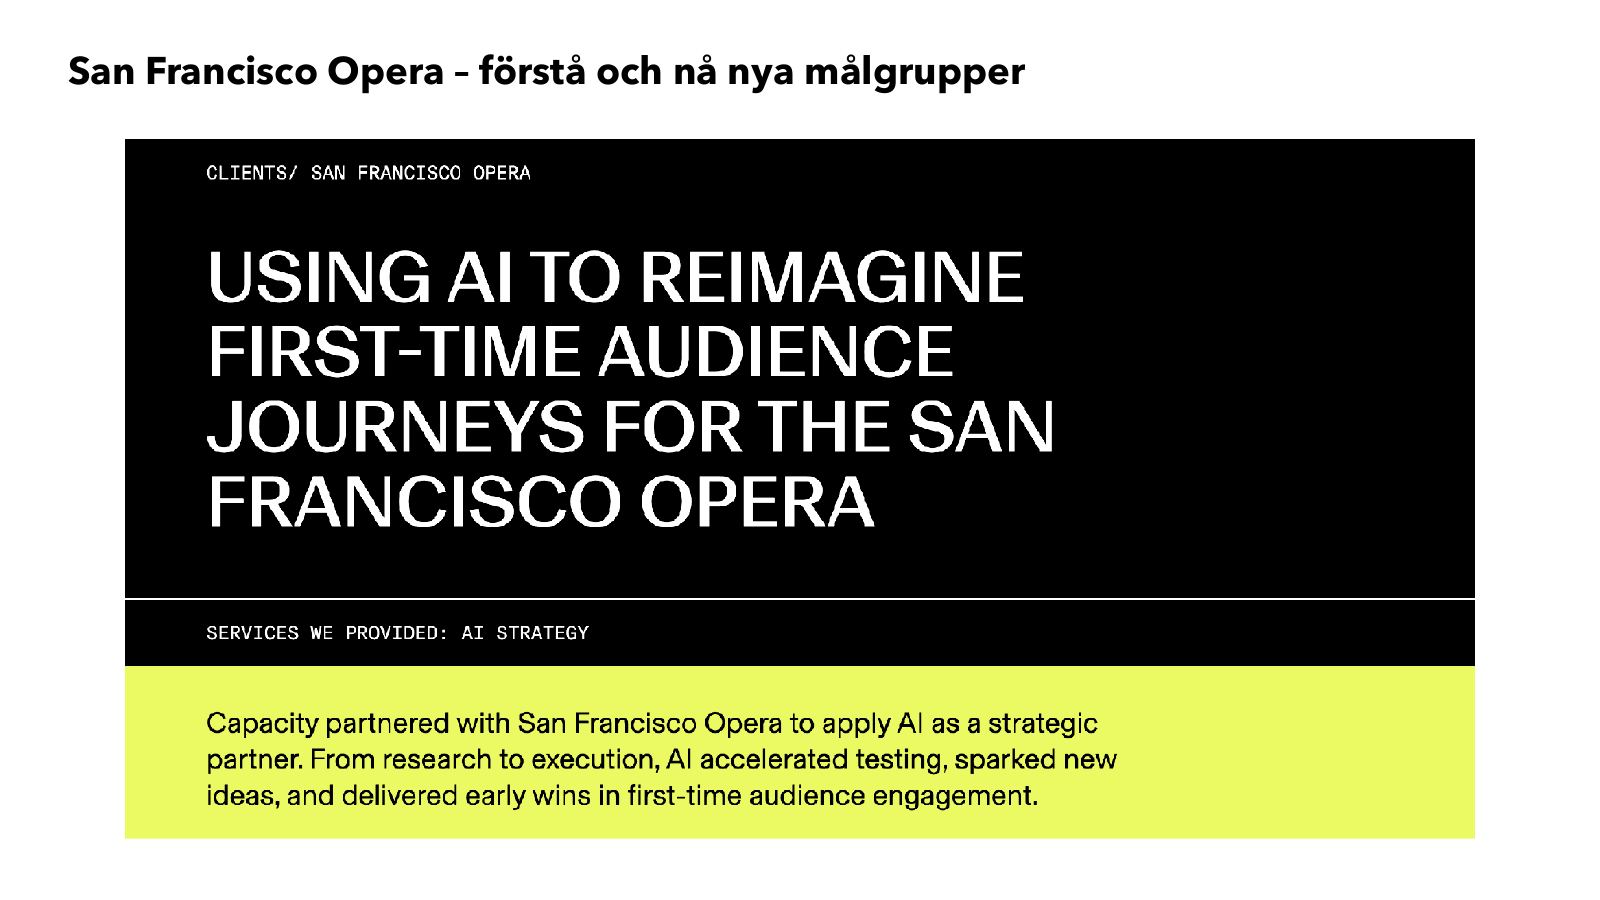 San Francisco Opera – förstå och nå nya målgrupper
CLIENTS/ SAN FRANCISCO OPERA
USING AI TO REIMAGINE
FIRST-TIME AUDIENCE
JOURNEYS FOR THE SAN
FRANCISCO OPERA
SERVICES WE PROVIDED: AI STRATEGY
Capacity partnered with San Francisco Opera to apply AI as a strategic
partner. From research to execution, AI accelerated testing, sparked new
ideas, and delivered early wins in first-time audience engagement.